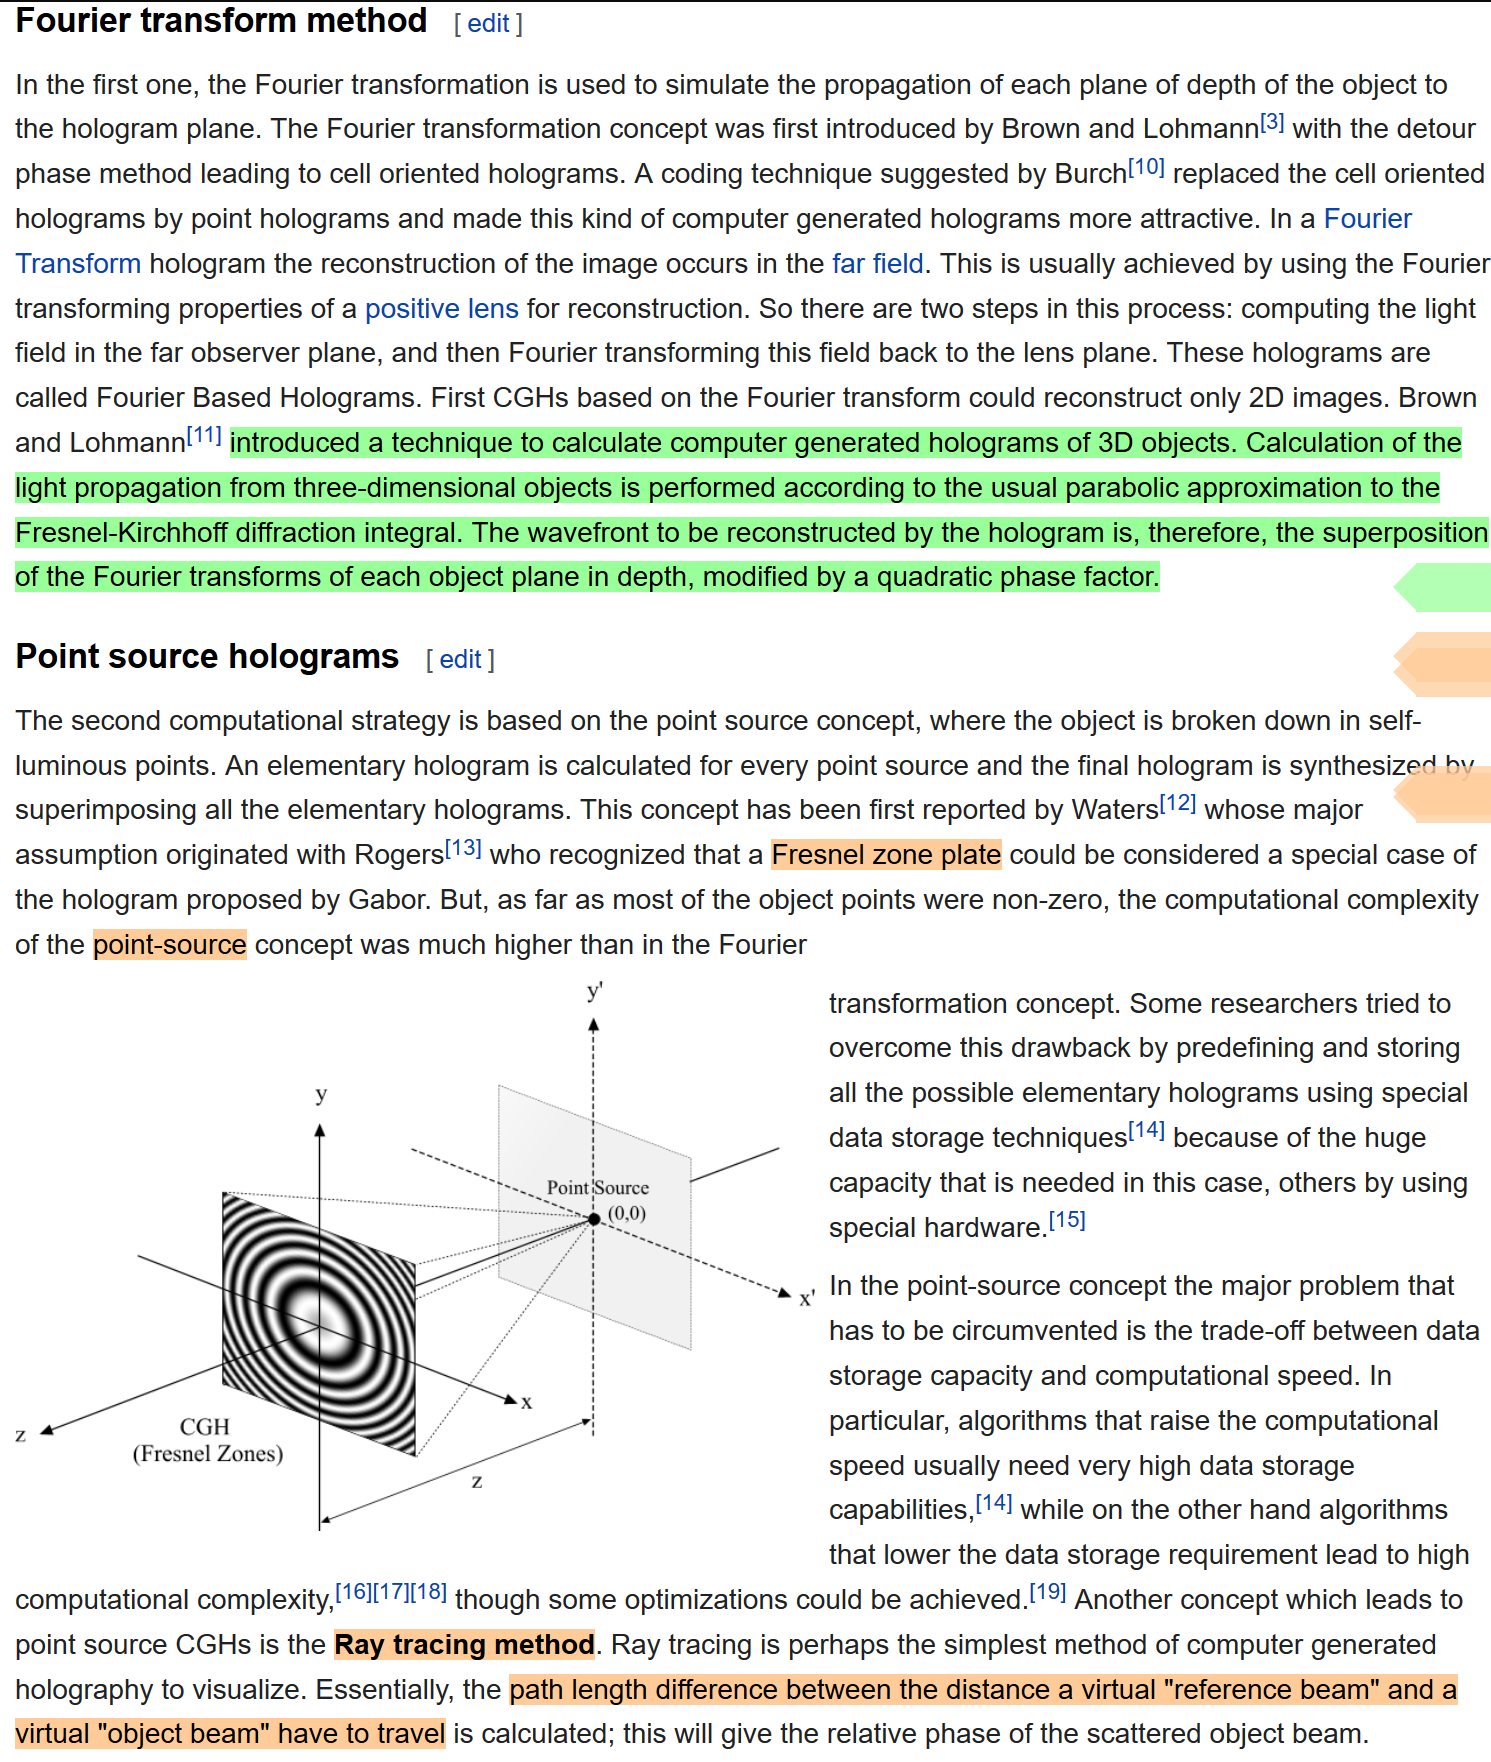 Fourier transform method [ edit ]
In the first one, the Fourier transformation is used to simulate the propagation of each plane of depth of the object to
the hologram plane. The Fourier transformation concept was first introduced by Brown and Lohmann[3] with the detour
phase method leading to cell oriented holograms. A coding technique suggested by Burch[10] replaced the cell oriented
holograms by point holograms and made this kind of computer generated holograms more attractive. In a Fourier
Transform hologram the reconstruction of the image occurs in the far field. This is usually achieved by using the Fourier
transforming properties of a positive lens for reconstruction. So there are two steps in this process: computing the light
field in the far observer plane, and then Fourier transforming this field back to the lens plane. These holograms are
called Fourier Based Holograms. First CGHs based on the Fourier transform could reconstruct only 2D images. Brown
and Lohmann[11] introduced a technique to calculate computer generated holograms of 3D objects. Calculation of the
light propagation from three-dimensional objects is performed according to the usual parabolic approximation to the
Fresnel-Kirchhoff diffraction integral. The wavefront to be reconstructed by the hologram is, therefore, the superposition
of the Fourier transforms of each object plane in depth, modified by a quadratic phase factor.
Point source holograms [ edit ]
The second computational strategy is based on the point source concept, where the object is broken down in self-
luminous points. An elementary hologram is calculated for every point source and the final hologram is synthesized by
superimposing all the elementary holograms. This concept has been first reported by Waters[12] whose major
assumption originated with Rogers[13] who recognized that a Fresnel zone plate could be considered a special case of
the hologram proposed by Gabor. But, as far as most of the object points were non-zero, the computational complexity
of the point-source concept was much higher than in the Fourier
y'
y
Point Source
(0,0)
x'
x
z
CGH
(Fresnel Zones)
z
transformation concept. Some researchers tried to
overcome this drawback by predefining and storing
all the possible elementary holograms using special
data storage techniques[14] because of the huge
capacity that is needed in this case, others by using
special hardware.[15]
In the point-source concept the major problem that
has to be circumvented is the trade-off between data
storage capacity and computational speed. In
particular, algorithms that raise the computational
speed usually need very high data storage
capabilities,[14] while on the other hand algorithms
that lower the data storage requirement lead to high
computational complexity,[16][17][18] though some optimizations could be achieved.[19] Another concept which leads to
point source CGHs is the Ray tracing method. Ray tracing is perhaps the simplest method of computer generated
holography to visualize. Essentially, the path length difference between the distance a virtual "reference beam" and a
virtual "object beam" have to travel is calculated; this will give the relative phase of the scattered object beam.